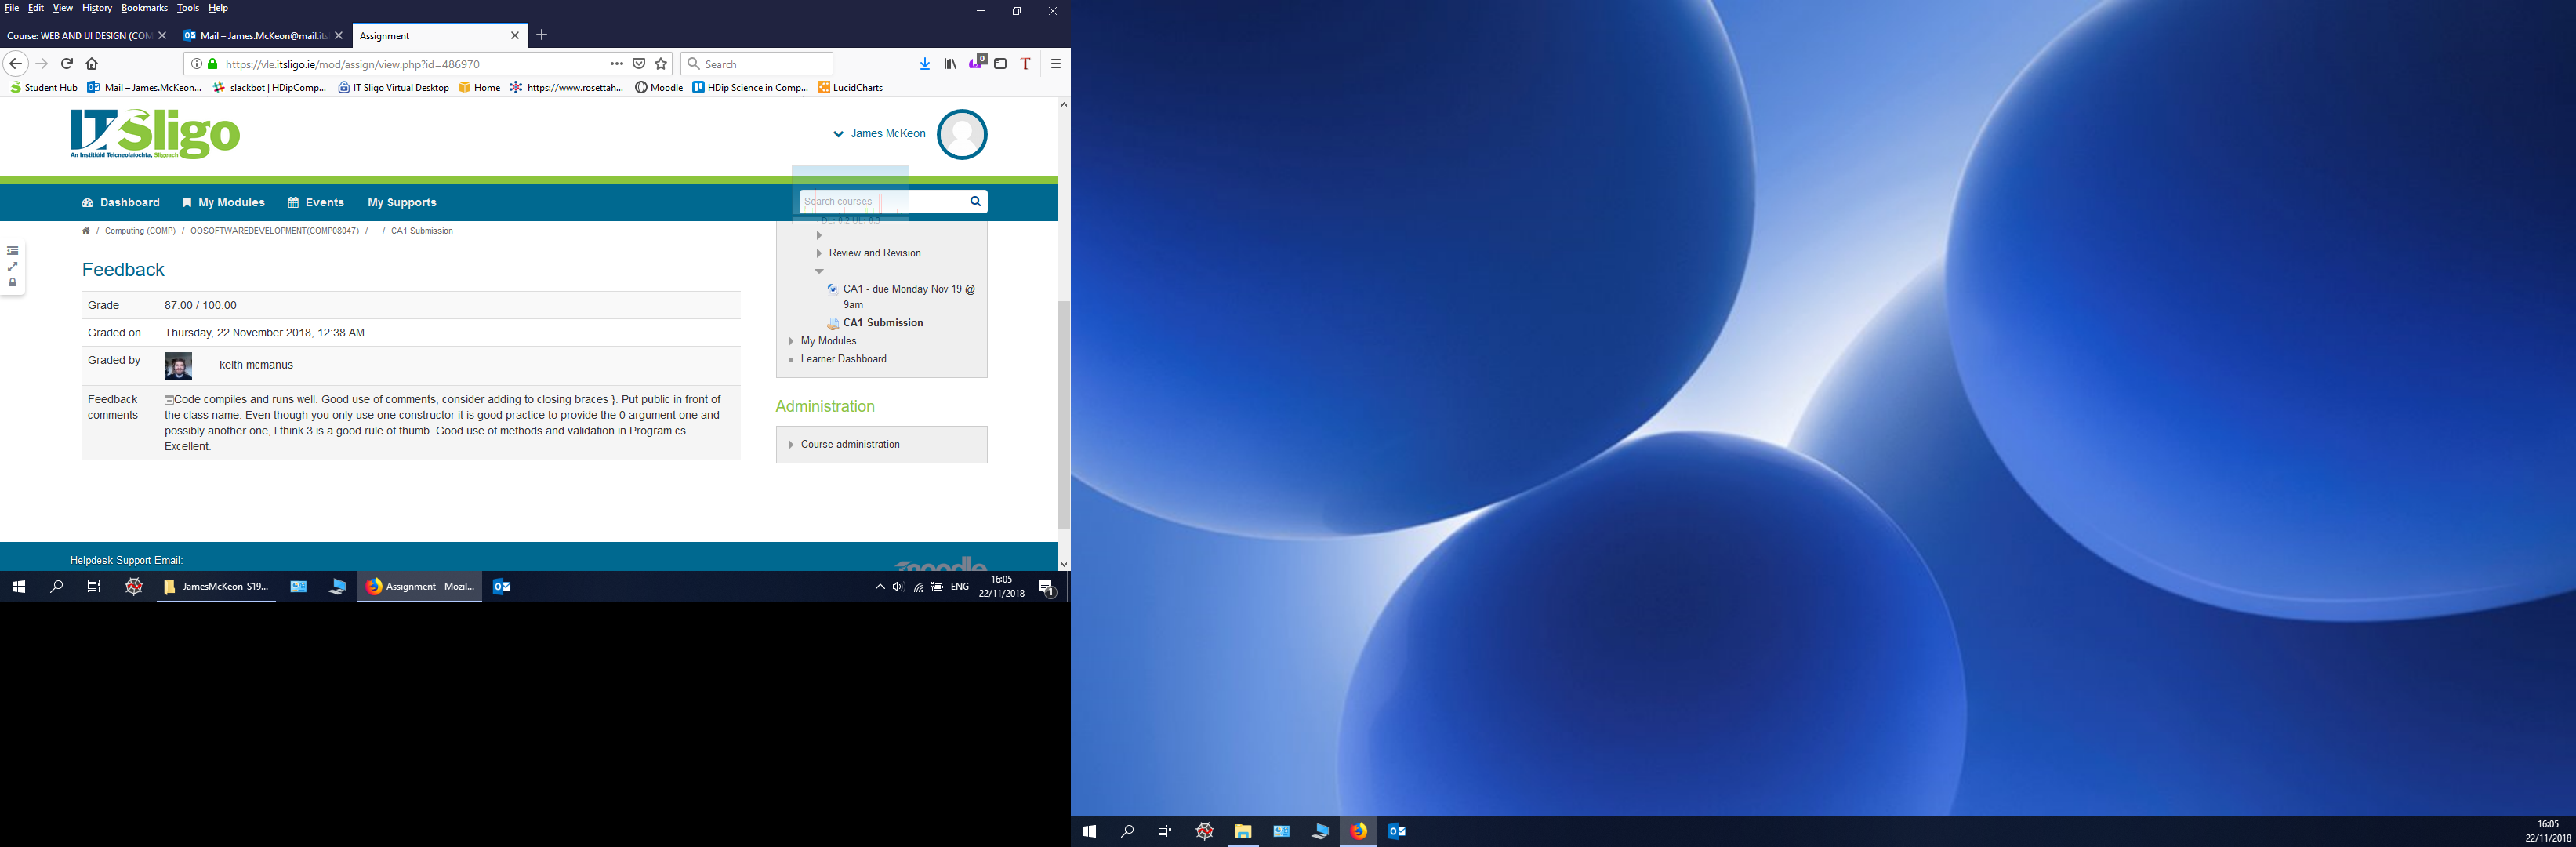 File Edit View History Bookmarks Tools Help
Course: WEB AND UI DESIGN (COM
Mail – James.McKeon@mail.its
Assignment
https://vle.itsligo.ie/mod/assign/view.php?id=486970
Search
Student Hub
Mail – James.McKeon...
slackbot | HDipComp...
IT Sligo Virtual Desktop
Home
https://www.rosettah...
Moodle
HDip Science in Comp...
LucidCharts
ITSligo
An Institiúid Teicneolaíochta, Sligeach
James McKeon
Dashboard
My Modules
Events
My Supports
Search courses
/ Computing (COMP) / OOSOFTWAREDEVELOPMENT(COMP08047) / / CA1 Submission
Feedback
Grade 87.00 / 100.00
Graded on Thursday, 22 November 2018, 12:38 AM
Graded by keith mcmanus
Feedback comments
Code compiles and runs well. Good use of comments, consider adding to closing braces }. Put public in front of
the class name. Even though you only use one constructor it is good practice to provide the 0 argument one and
possibly another one, I think 3 is a good rule of thumb. Good use of methods and validation in Program.cs.
Excellent.
Review and Revision
CA1 - due Monday Nov 19 @
9am
CA1 Submission
My Modules
Learner Dashboard
Administration
Course administration
Helpdesk Support Email:
moodle
JamesMcKeon_S19...
Assignment - Mozil...
ENG
16:05
22/11/2018
1
16:05
22/11/2018